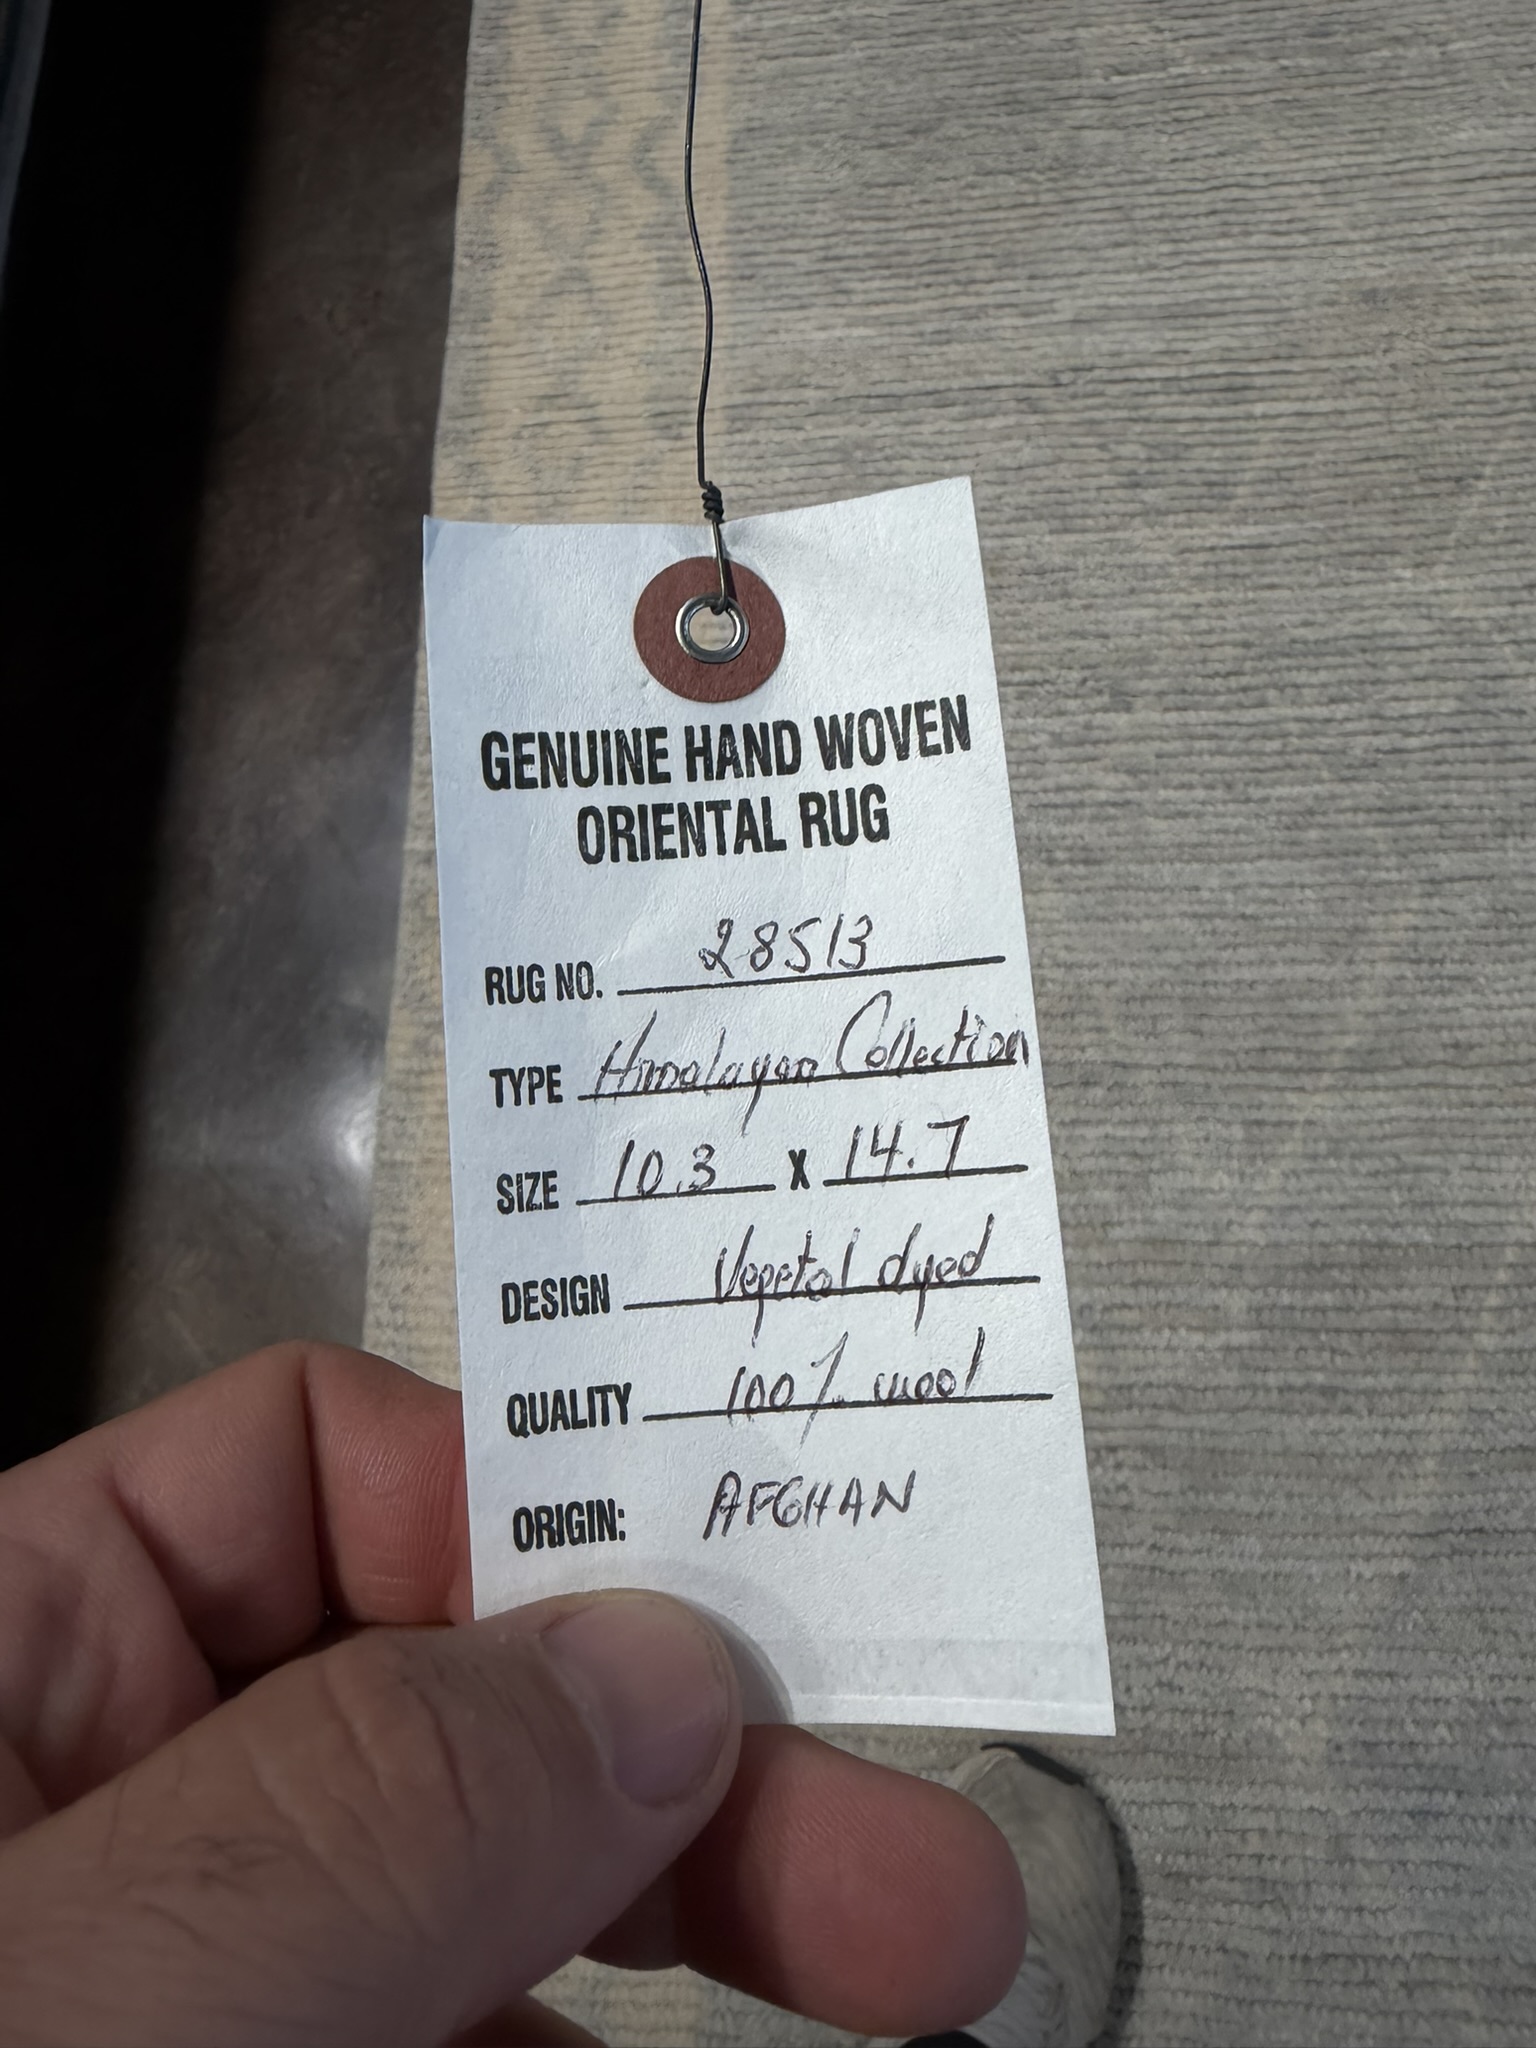 GENUINE HAND WOVEN
ORIENTAL RUG
RUG NO. 28513
TYPE Himalayan Collection
SIZE 10.3 X 14.7
DESIGN Vegetal dyed
QUALITY 100% wool
ORIGIN: AFGHAN